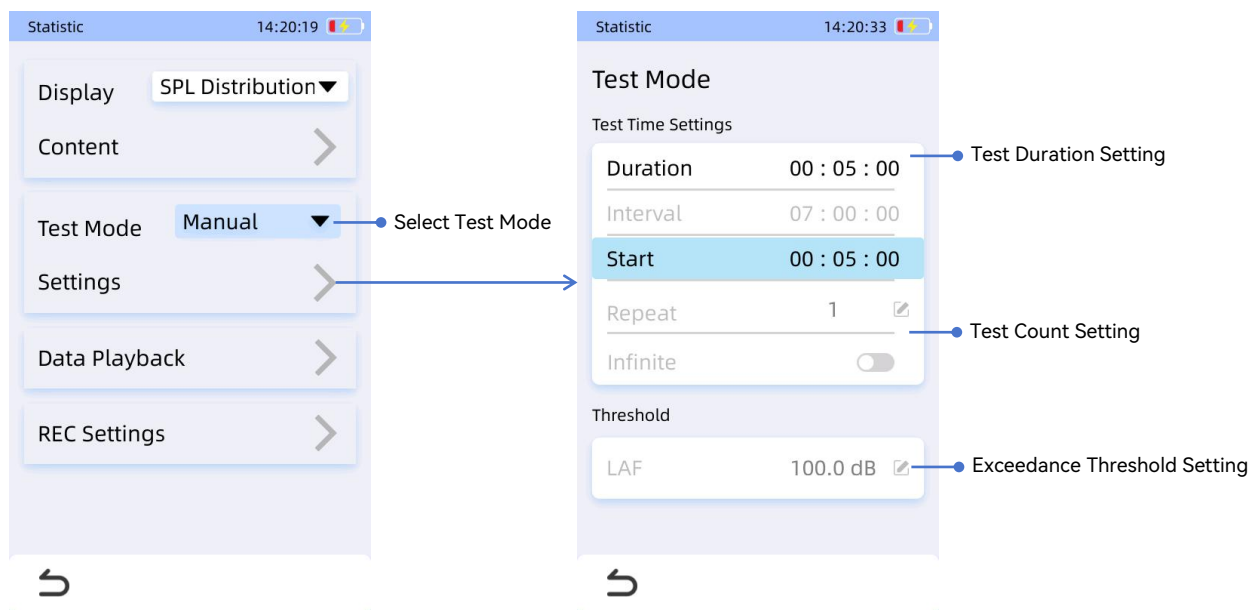 Statistic 14:20:19
Display SPL Distribution
Content
Test Mode Manual
Settings
Data Playback
REC Settings
Select Test Mode
Statistic 14:20:33
Test Mode
Test Time Settings
Duration 00 : 05 : 00
Interval 07 : 00 : 00
Start 00 : 05 : 00
Repeat 1
Infinite
Threshold
LAF 100.0 dB
Test Duration Setting
Test Count Setting
Exceedance Threshold Setting